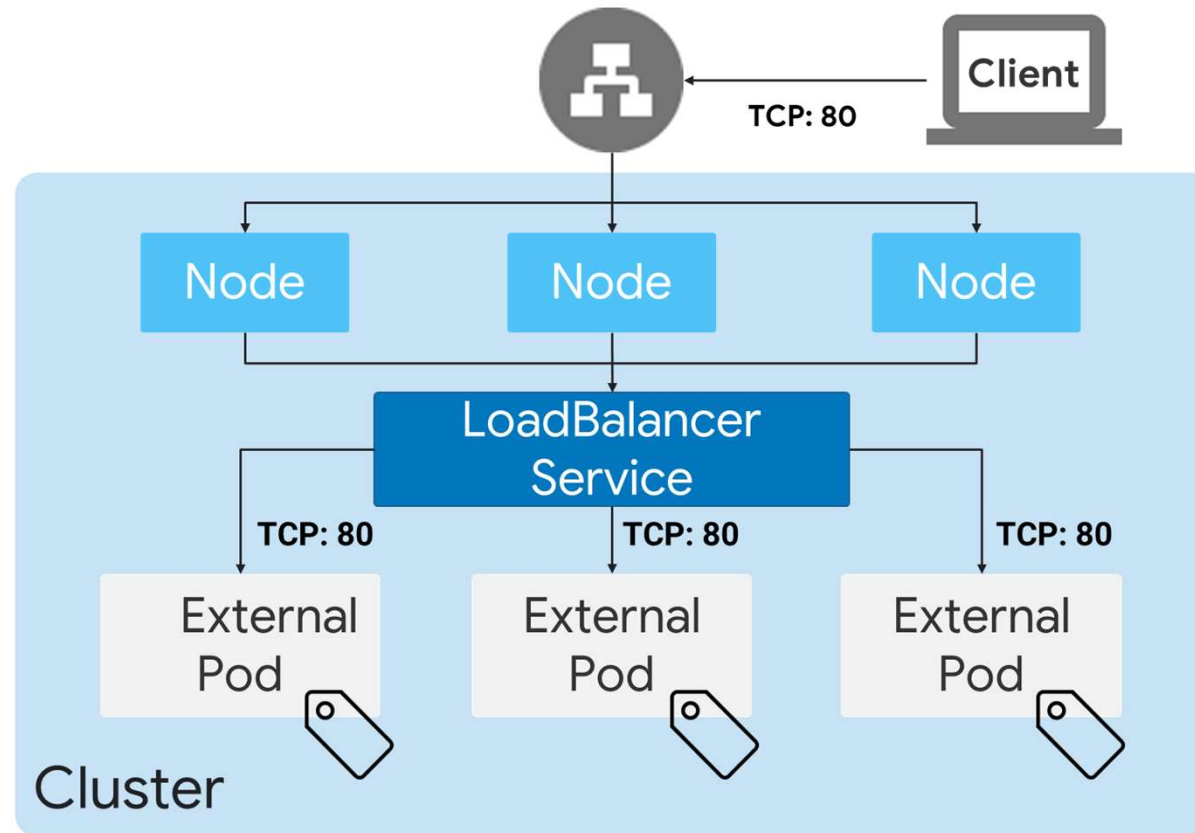 Client
TCP: 80
Node
Node
Node
LoadBalancer
Service
TCP: 80
TCP: 80
TCP: 80
External
Pod
External
Pod
External
Pod
Cluster